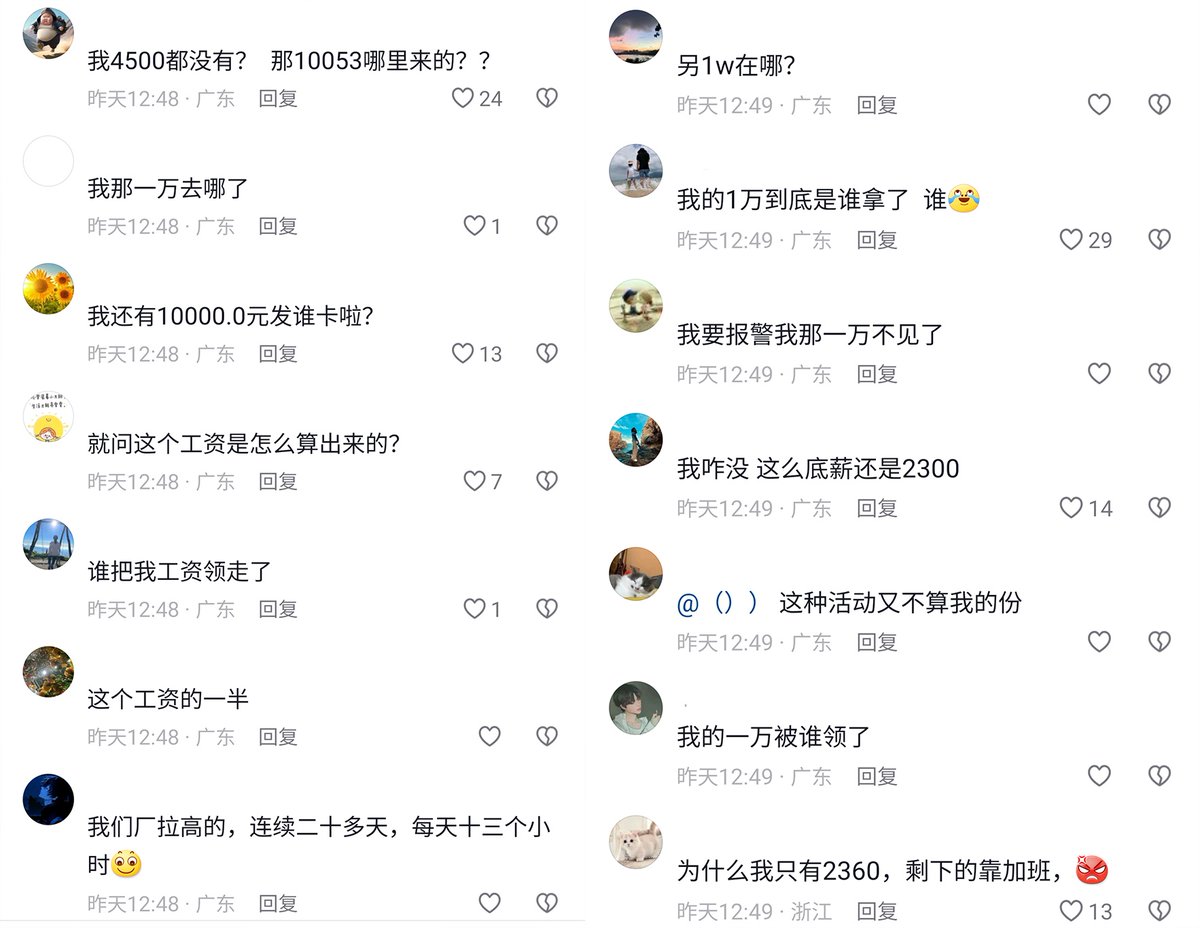 我4500都没有? 那10053哪里来的? ?
昨天12:48 · 广东 回复 24
我那一万去哪了
昨天12:48 · 广东 回复 1
我还有10000.0元发谁卡啦?
昨天12:48 · 广东 回复 13
就问这个工资是怎么算出来的?
昨天12:48 · 广东 回复 7
谁把我工资领走了
昨天12:48 · 广东 回复 1
这个工资的一半
昨天12:48 · 广东 回复
我们厂拉高的，连续二十多天，每天十三个小
时
昨天12:48 · 广东 回复
另1w在哪?
昨天12:49 · 广东 回复
我的1万到底是谁拿了 谁😂
昨天12:49 · 广东 回复 29
我要报警我那一万不见了
昨天12:49 · 广东 回复
我咋没 这么底薪还是2300
昨天12:49 · 广东 回复 14
@（）） 这种活动又不算我的份
昨天12:49 · 广东 回复
我的一万被谁领了
昨天12:49 · 广东 回复
为什么我只有2360，剩下的靠加班，😡
昨天12:49 · 浙江 回复 13